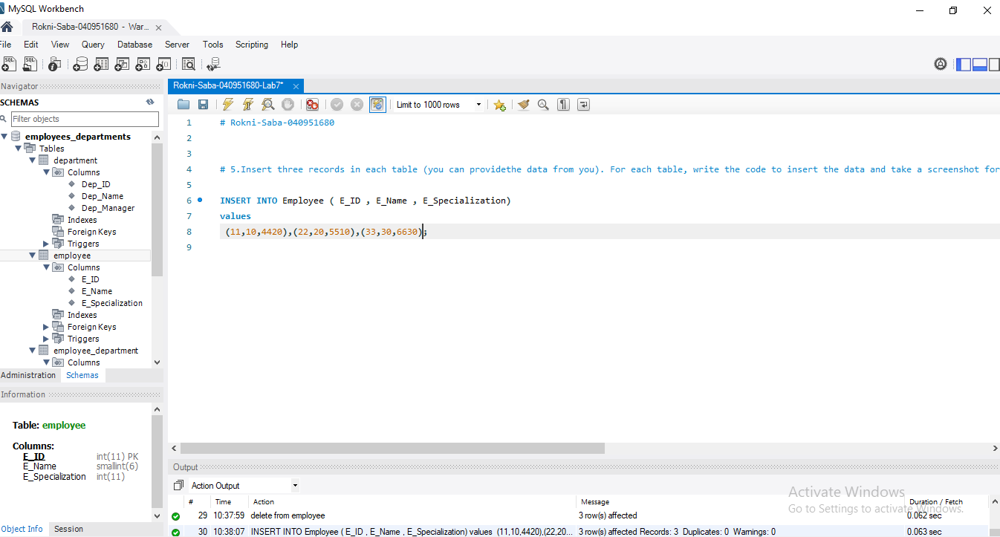 MySQL Workbench
Rokni-Saba-040951680 - War...
File Edit View Query Database Server Tools Scripting Help
Navigator
SCHEMAS
Filter objects
employees_departments
Tables
department
Columns
Dep_ID
Dep_Name
Dep_Manager
Indexes
Foreign Keys
Triggers
employee
Columns
E_ID
E_Name
E_Specialization
Indexes
Foreign Keys
Triggers
employee_department
Columns
Administration Schemas
Information
Table: employee
Columns:
E_ID int(11) PK
E_Name smallint(6)
E_Specialization int(11)
Object Info Session
Rokni-Saba-040951680-Lab7*
Limit to 1000 rows
1 # Rokni-Saba-040951680
2
3
4 # 5.Insert three records in each table (you can providethe data from you). For each table, write the code to insert the data and take a screenshot for
5
6 INSERT INTO Employee ( E_ID , E_Name , E_Specialization)
7 values
8 (11,10,4420),(22,20,5510),(33,30,6630);
9
Output
Action Output
# Time Action Message Duration / Fetch
29 10:37:59 delete from employee 3 row(s) affected 0.062 sec
30 10:38:07 INSERT INTO Employee ( E_ID , E_Name , E_Specialization) values (11,10,4420),(22,20... 3 row(s) affected Records: 3 Duplicates: 0 Warnings: 0 0.063 sec
Activate Windows
Go to Settings to activate Windows.